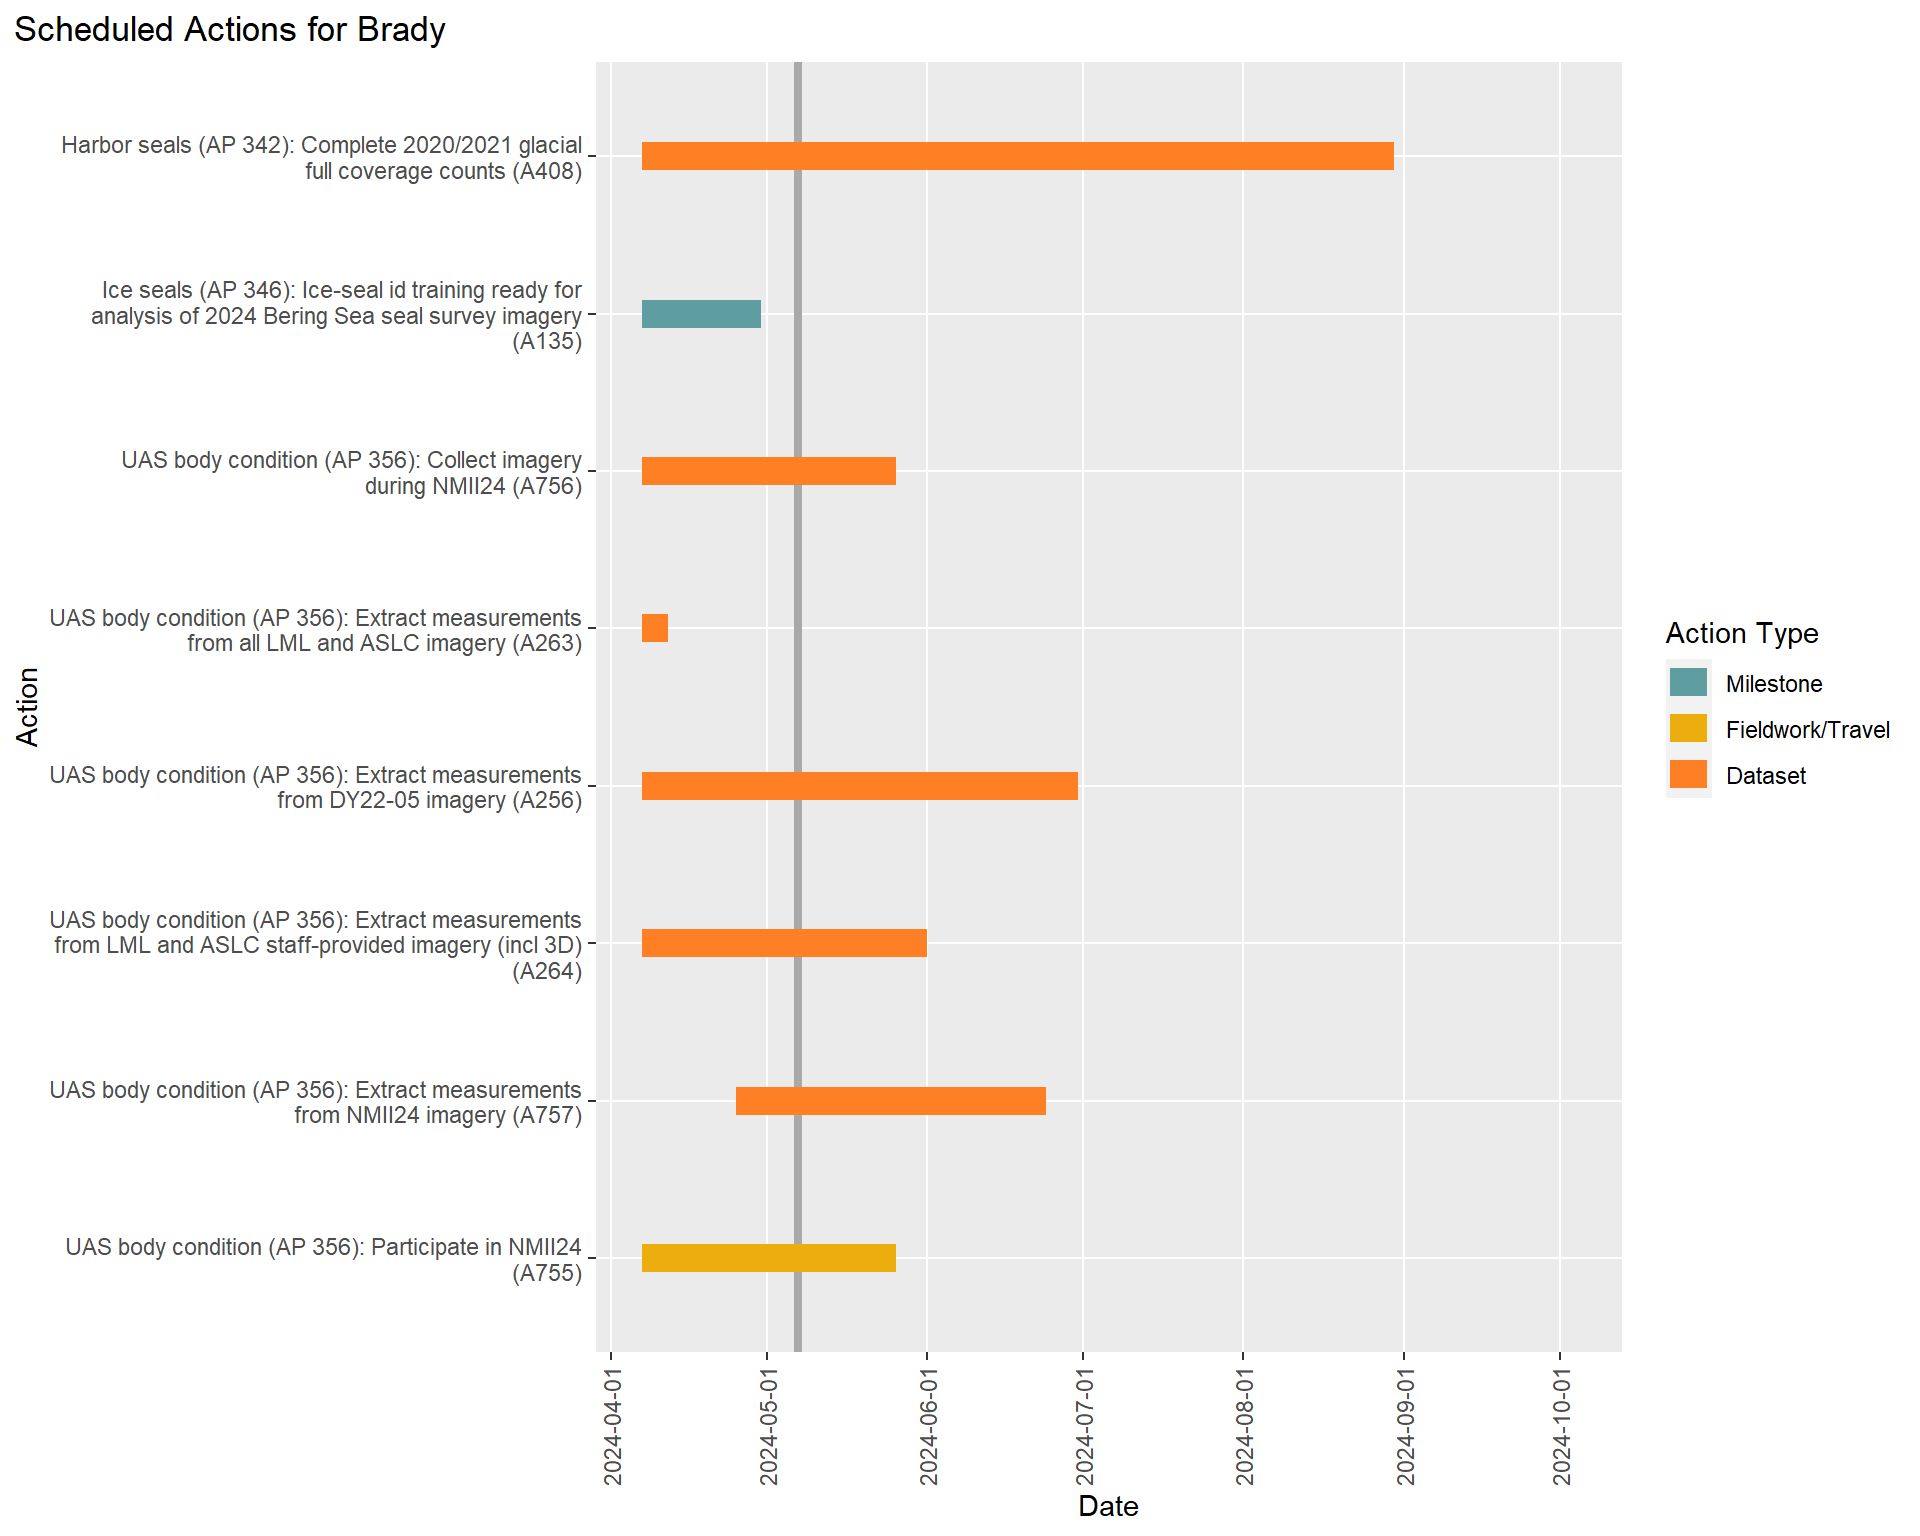 Scheduled Actions for Brady
Harbor seals (AP 342): Complete 2020/2021 glacial
full coverage counts (A408)
Ice seals (AP 346): Ice-seal id training ready for
analysis of 2024 Bering Sea seal survey imagery
(A135)
UAS body condition (AP 356): Collect imagery
during NMII24 (A756)
UAS body condition (AP 356): Extract measurements
from all LML and ASLC imagery (A263)
UAS body condition (AP 356): Extract measurements
from DY22-05 imagery (A256)
UAS body condition (AP 356): Extract measurements
from LML and ASLC staff-provided imagery (incl 3D)
(A264)
UAS body condition (AP 356): Extract measurements
from NMII24 imagery (A757)
UAS body condition (AP 356): Participate in NMII24
(A755)
Action
2024-04-01
2024-05-01
2024-06-01
2024-07-01
2024-08-01
2024-09-01
2024-10-01
Date
Action Type
Milestone
Fieldwork/Travel
Dataset